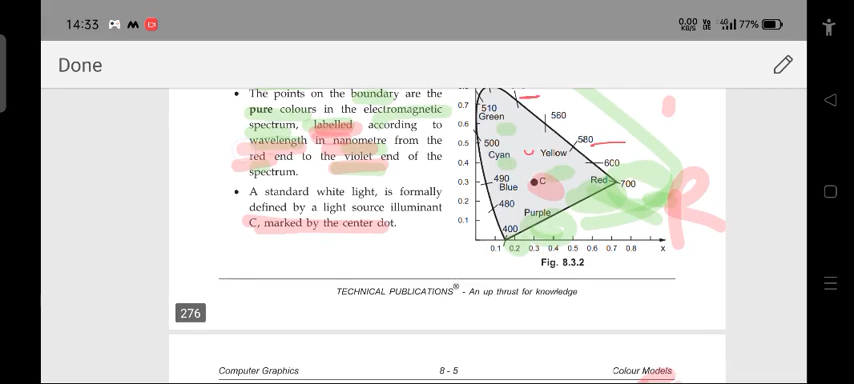 14:33
0.00 KB/S Vo LTE 4G 77%
Done
• The points on the boundary are the
pure colours in the electromagnetic
spectrum, labelled according to
wavelength in nanometre from the
red end to the violet end of the
spectrum.
• A standard white light, is formally
defined by a light source illuminant
C, marked by the center dot.
0.7
0.6
0.5
0.4
0.3
0.2
0.1
510
Green
560
580
500
Cyan
Yellow
600
490
Blue
C
Red
700
480
Purple
400
0.1 0.2 0.3 0.4 0.5 0.6 0.7 0.8 x
Fig. 8.3.2
R
TECHNICAL PUBLICATIONS® - An up thrust for knowledge
276
Computer Graphics 8 - 5 Colour Models